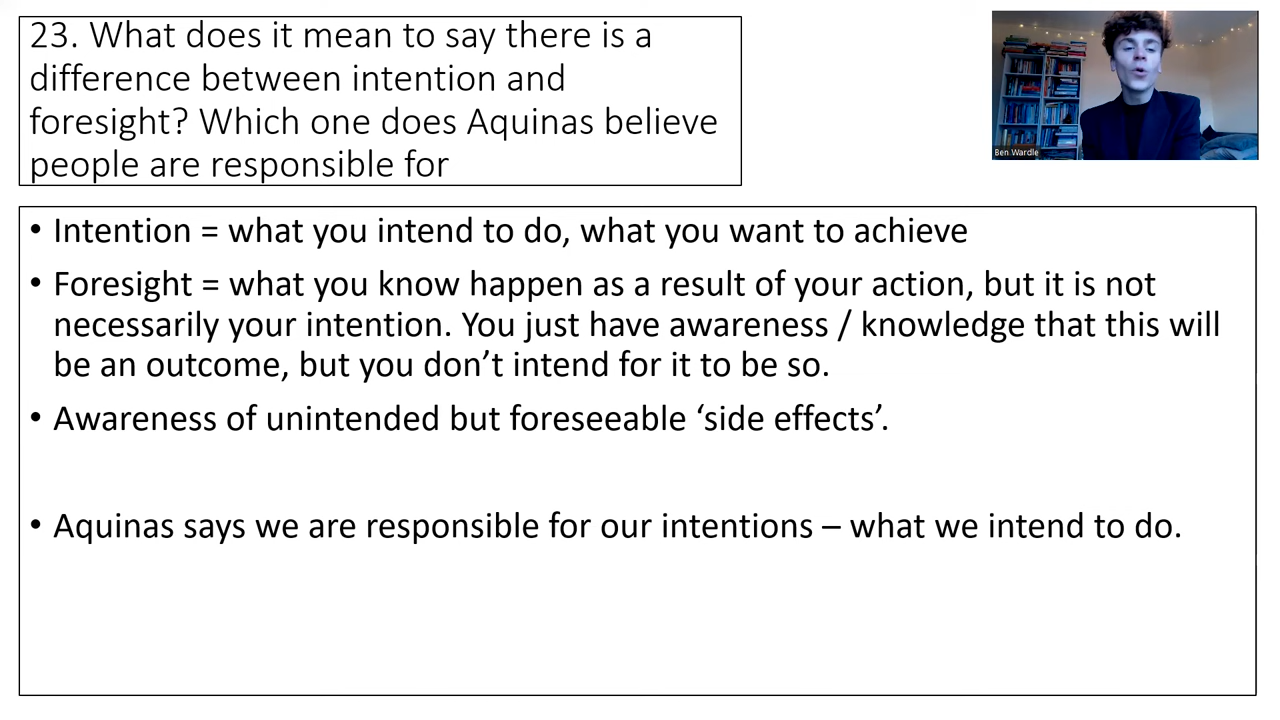 23. What does it mean to say there is a
difference between intention and
foresight? Which one does Aquinas believe
people are responsible for
Ben Wardle
• Intention = what you intend to do, what you want to achieve
• Foresight = what you know happen as a result of your action, but it is not
necessarily your intention. You just have awareness / knowledge that this will
be an outcome, but you don’t intend for it to be so.
• Awareness of unintended but foreseeable ‘side effects’.
• Aquinas says we are responsible for our intentions – what we intend to do.